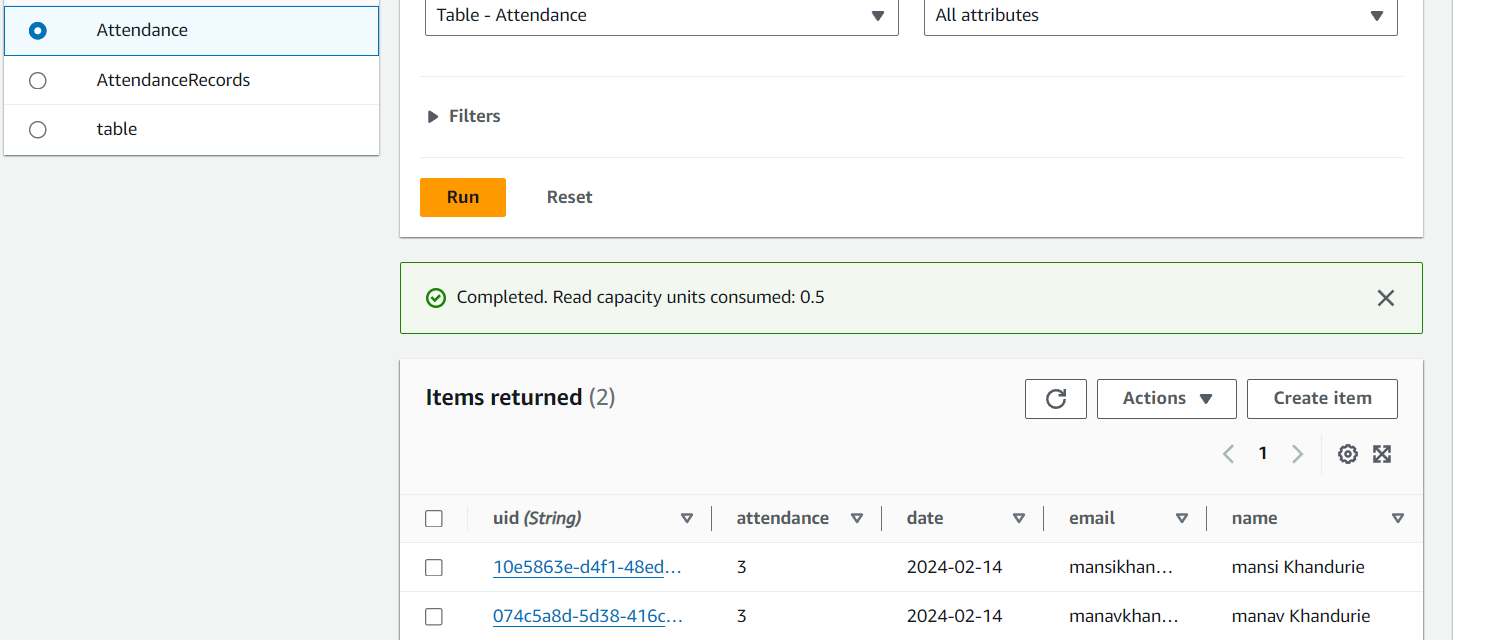 Attendance
AttendanceRecords
table
Table - Attendance
All attributes
Filters
Run
Reset
Completed. Read capacity units consumed: 0.5
Items returned (2)
Actions
Create item
1
uid (String) attendance date email name
10e5863e-d4f1-48ed… 3 2024-02-14 mansikhan… mansi Khandurie
074c5a8d-5d38-416c… 3 2024-02-14 manavkhan… manav Khandurie